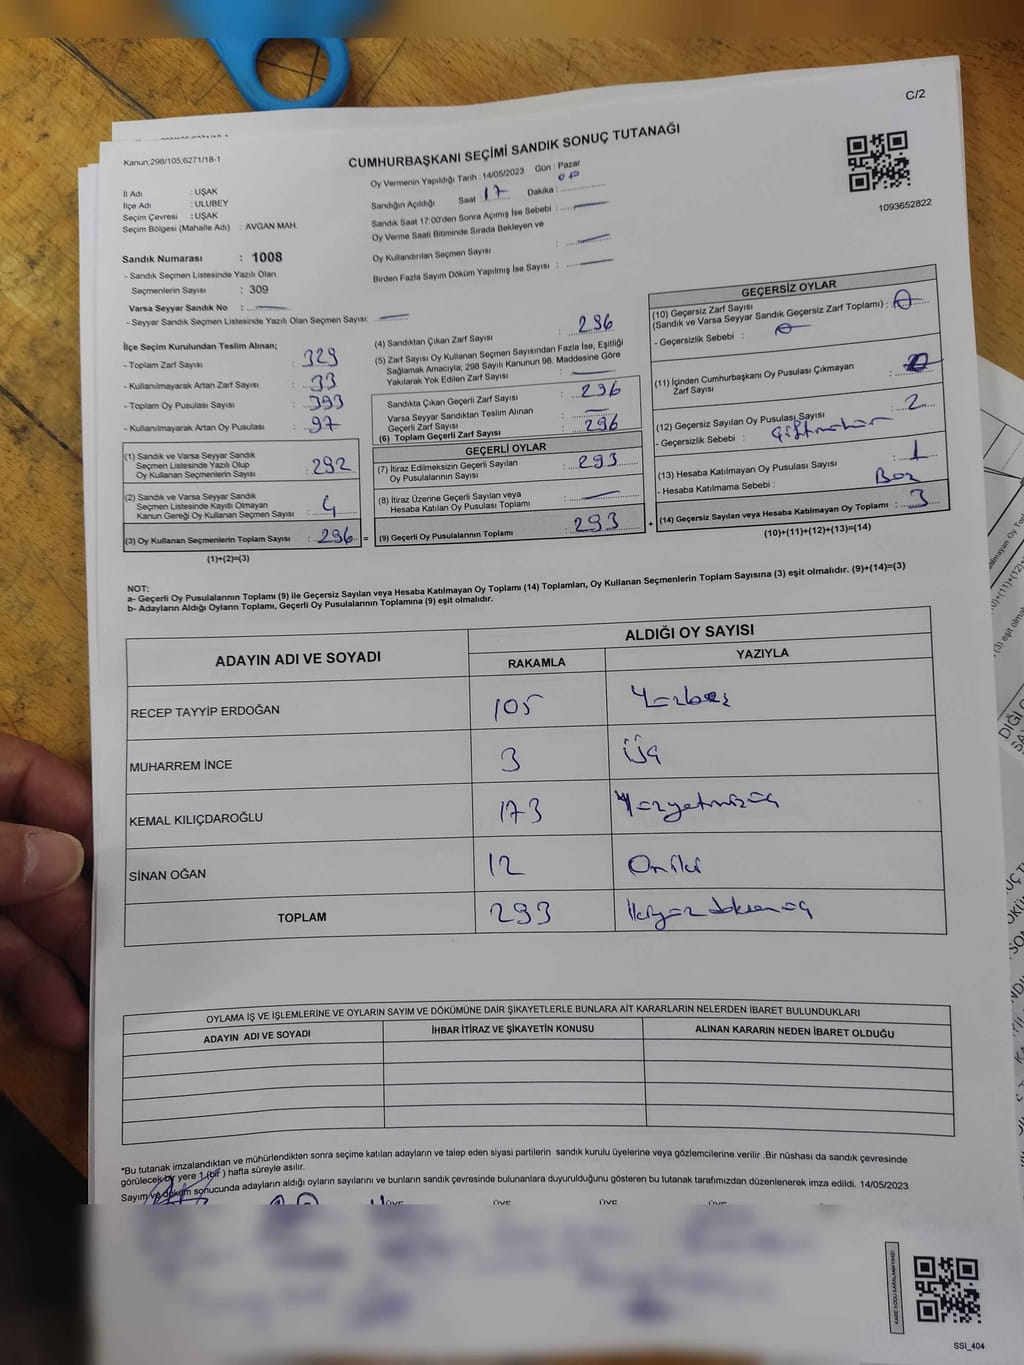 C/2
Kanun;298/105;6271/18-1
CUMHURBAŞKANI SEÇİMİ SANDIK SONUÇ TUTANAĞI
1093652822
İl Adı : UŞAK
İlçe Adı : ULUBEY
Seçim Çevresi : UŞAK
Seçim Bölgesi (Mahalle Adı) : AVGAN MAH.
Oy Vermenin Yapıldığı Tarih : 14/05/2023 Gün : Pazar
Sandığın Açıldığı Saat : 17 Dakika : 00
Sandık Saat 17:00'den Sonra Açımış İse Sebebi :
Oy Verme Saati Bitiminde Sırada Bekleyen ve
Oy Kullandırılan Seçmen Sayısı :
Birden Fazla Sayım Döküm Yapılmış İse Sayısı :
Sandık Numarası : 1008
- Sandık Seçmen Listesinde Yazılı Olan
Seçmenlerin Sayısı : 309
Varsa Seyyar Sandık No :
- Seyyar Sandık Seçmen Listesinde Yazılı Olan Seçmen Sayısı:
İlçe Seçim Kurulundan Teslim Alınan;
- Toplam Zarf Sayısı : 329
- Kullanılmayarak Artan Zarf Sayısı : 33
- Toplam Oy Pusulası Sayısı : 393
- Kullanılmayarak Artan Oy Pusulası : 97
(1) Sandık ve Varsa Seyyar Sandık
Seçmen Listesinde Yazılı Olup
Oy Kullanan Seçmenlerin Sayısı : 292
(2) Sandık ve Varsa Seyyar Sandık
Seçmen Listesinde Kayıtlı Olmayan
Kanun Gereği Oy Kullanan Seçmen Sayısı : 4
(3) Oy Kullanan Seçmenlerin Toplam Sayısı : 296 =
(1)+(2)=(3)
(4) Sandıktan Çıkan Zarf Sayısı : 296
(5) Zarf Sayısı Oy Kullanan Seçmen Sayısından Fazla İse, Eşitliği
Sağlamak Amacıyla; 298 Sayılı Kanunun 98. Maddesine Göre
Yakılarak Yok Edilen Zarf Sayısı :
Sandıkta Çıkan Geçerli Zarf Sayısı : 296
Varsa Seyyar Sandıktan Teslim Alınan
Geçerli Zarf Sayısı :
(6) Toplam Geçerli Zarf Sayısı : 296
GEÇERLİ OYLAR
(7) İtiraz Edilmeksizin Geçerli Sayılan
Oy Pusulalarının Sayısı : 293
(8) İtiraz Üzerine Geçerli Sayılan veya
Hesaba Katılan Oy Pusulası Toplamı :
(9) Geçerli Oy Pusulalarının Toplamı : 293 +
GEÇERSİZ OYLAR
(10) Geçersiz Zarf Sayısı
(Sandık ve Varsa Seyyar Sandık Geçersiz Zarf Toplamı) : 0
- Geçersizlik Sebebi : 0
(11) İçinden Cumhurbaşkanı Oy Pusulası Çıkmayan
Zarf Sayısı : 0
(12) Geçersiz Sayılan Oy Pusulası Sayısı : 2
- Geçersizlik Sebebi :
(13) Hesaba Katılmayan Oy Pusulası Sayısı : 1
- Hesaba Katılmama Sebebi : Boş
(14) Geçersiz Sayılan veya Hesaba Katılmayan Oy Toplamı : 3
(10)+(11)+(12)+(13)=(14)
NOT:
a- Geçerli Oy Pusulalarının Toplamı (9) ile Geçersiz Sayılan veya Hesaba Katılmayan Oy Toplamı (14) Toplamları, Oy Kullanan Seçmenlerin Toplam Sayısına (3) eşit olmalıdır. (9)+(14)=(3)
b- Adayların Aldığı Oyların Toplamı, Geçerli Oy Pusulalarının Toplamına (9) eşit olmalıdır.
ADAYIN ADI VE SOYADI ALDIĞI OY SAYISI
RAKAMLA YAZIYLA
RECEP TAYYİP ERDOĞAN 105 Yüzbeş
MUHARREM İNCE 3 Üç
KEMAL KILIÇDAROĞLU 173 Yüzyetmişüç
SİNAN OĞAN 12 Oniki
TOPLAM 293 İkiyüzdoksanüç
OYLAMA İŞ VE İŞLEMLERİNE VE OYLARIN SAYIM VE DÖKÜMÜNE DAİR ŞİKAYETLERLE BUNLARA AİT KARARLARIN NELERDEN İBARET BULUNDUKLARI
ADAYIN ADI VE SOYADI İHBAR İTİRAZ VE ŞİKAYETİN KONUSU ALINAN KARARIN NEDEN İBARET OLDUĞU
*Bu tutanak imzalandıktan ve mühürlendikten sonra seçime katılan adayların ve talep eden siyasi partilerin sandık kurulu üyelerine veya gözlemcilerine verilir .Bir nüshası da sandık çevresinde
görülecek bir yere 1 (bir ) hafta süreyle asılır.
Sayım ve döküm sonucunda adayların aldığı oyların sayılarını ve bunların sandık çevresinde bulunanlara duyurulduğunu gösteren bu tutanak tarafımızdan düzenlenerek imza edildi. 14/05/2023
ÜYE ÜYE ÜYE ÜYE
KARE KODU KARALAMAYINIZ!
SSI_404